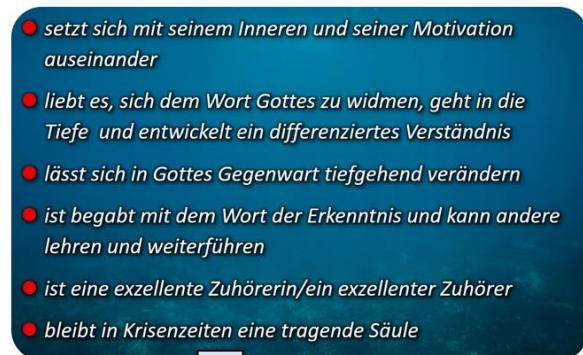 setzt sich mit seinem Inneren und seiner Motivation
auseinander
liebt es, sich dem Wort Gottes zu widmen, geht in die
Tiefe und entwickelt ein differenziertes Verständnis
lässt sich in Gottes Gegenwart tiefgehend verändern
ist begabt mit dem Wort der Erkenntnis und kann andere
lehren und weiterführen
ist eine exzellente Zuhörerin/ein exzellenter Zuhörer
bleibt in Krisenzeiten eine tragende Säule